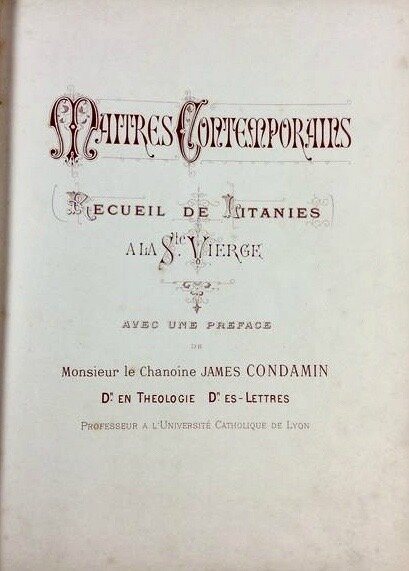 MAITRES CONTEMPORAINS
(RECUEIL DE LITANIES)
A LA Ste. VIERGE
AVEC UNE PREFACE
DE
Monsieur le Chanoine JAMES CONDAMIN
Dr EN THEOLOGIE Dr ES-LETTRES
PROFESSEUR A L'UNIVERSITÉ CATHOLIQUE DE LYON